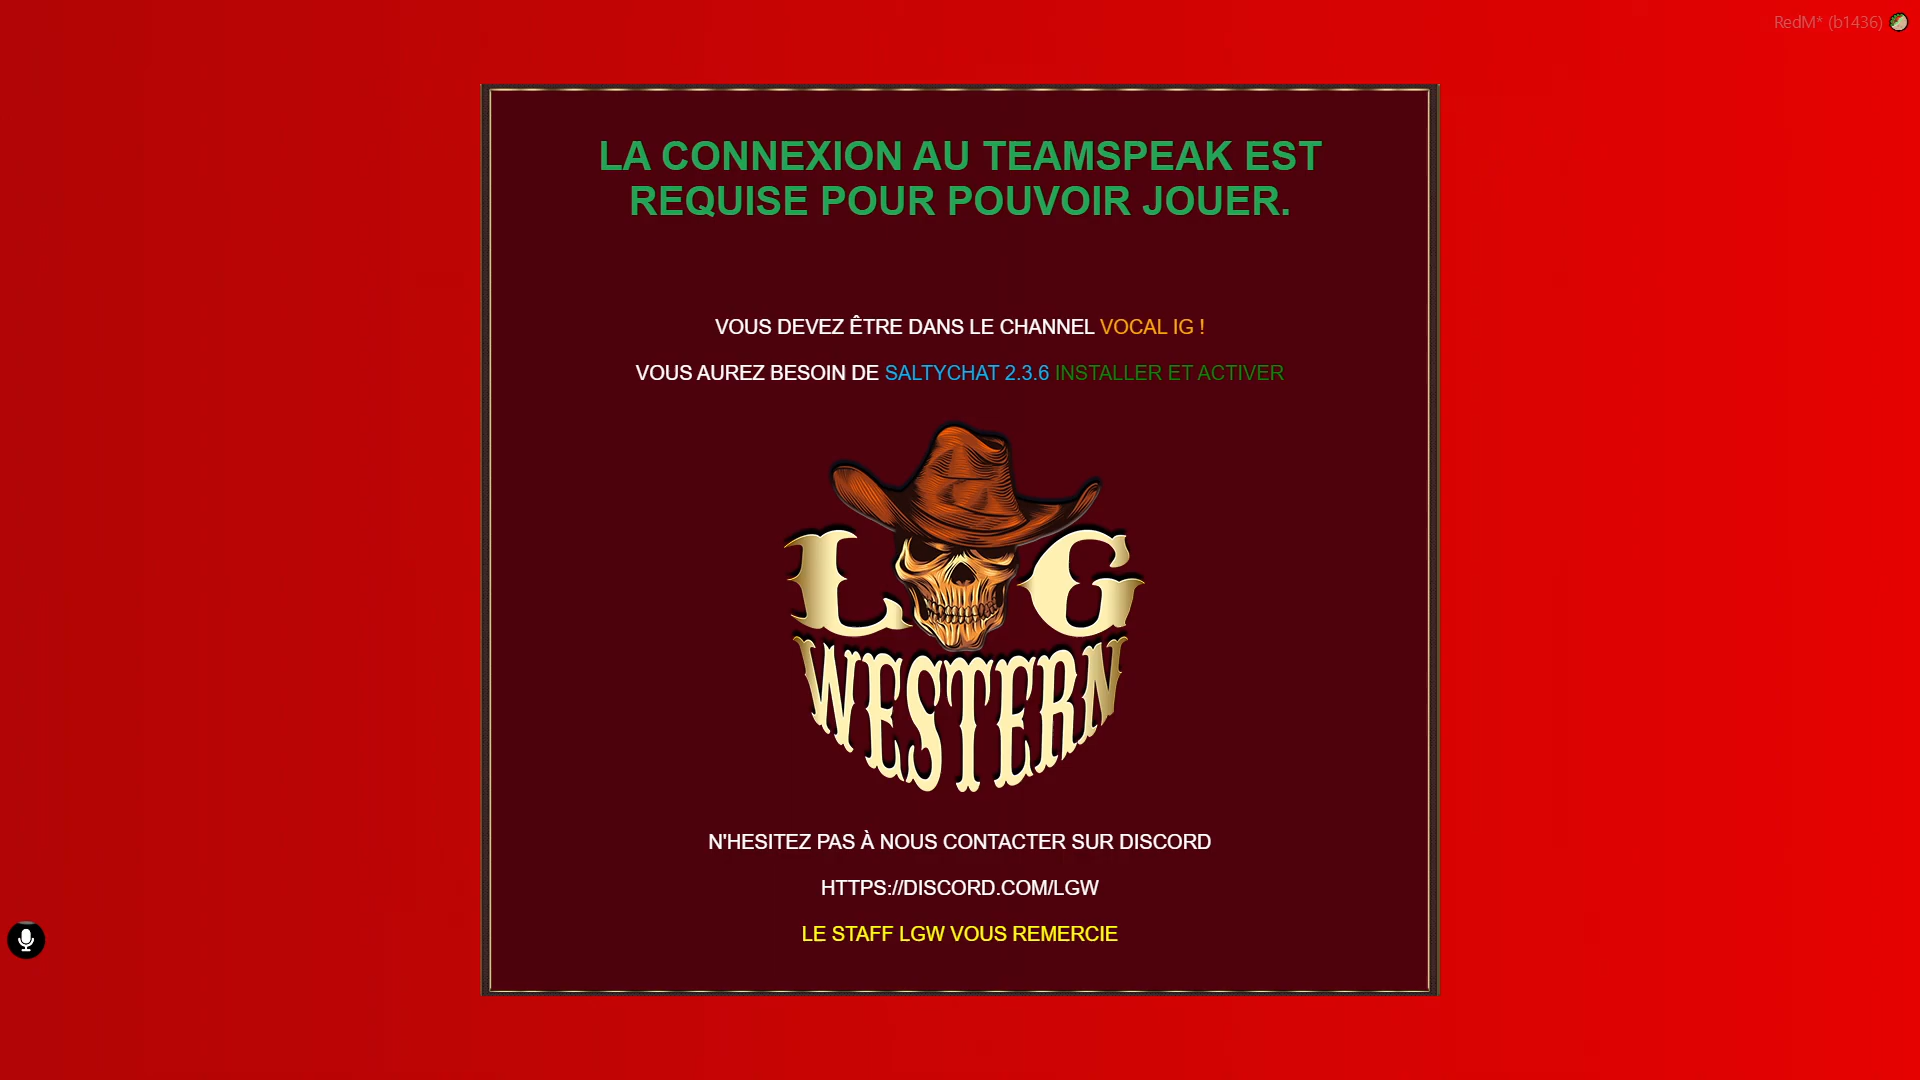 RedM* (b1436)
LA CONNEXION AU TEAMSPEAK EST
REQUISE POUR POUVOIR JOUER.
VOUS DEVEZ ÊTRE DANS LE CHANNEL VOCAL IG !
VOUS AUREZ BESOIN DE SALTYCHAT 2.3.6 INSTALLER ET ACTIVER
L G
WESTERN
N'HESITEZ PAS À NOUS CONTACTER SUR DISCORD
HTTPS://DISCORD.COM/LGW
LE STAFF LGW VOUS REMERCIE